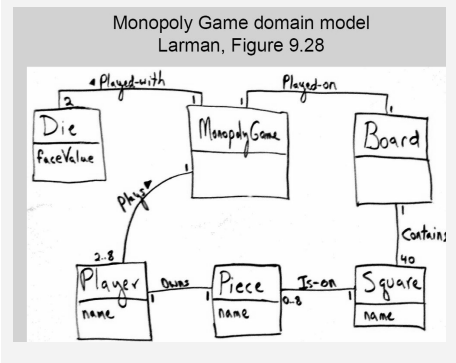 Monopoly Game domain model
Larman, Figure 9.28
◄ Played-with
Played-on
2
1
1
1
Die
faceValue
MonopolyGame
Board
Plays ►
1
1
Contains
2..8
40
Player
name
1
Owns
1
Piece
name
0..8
Is-on
1
Square
name